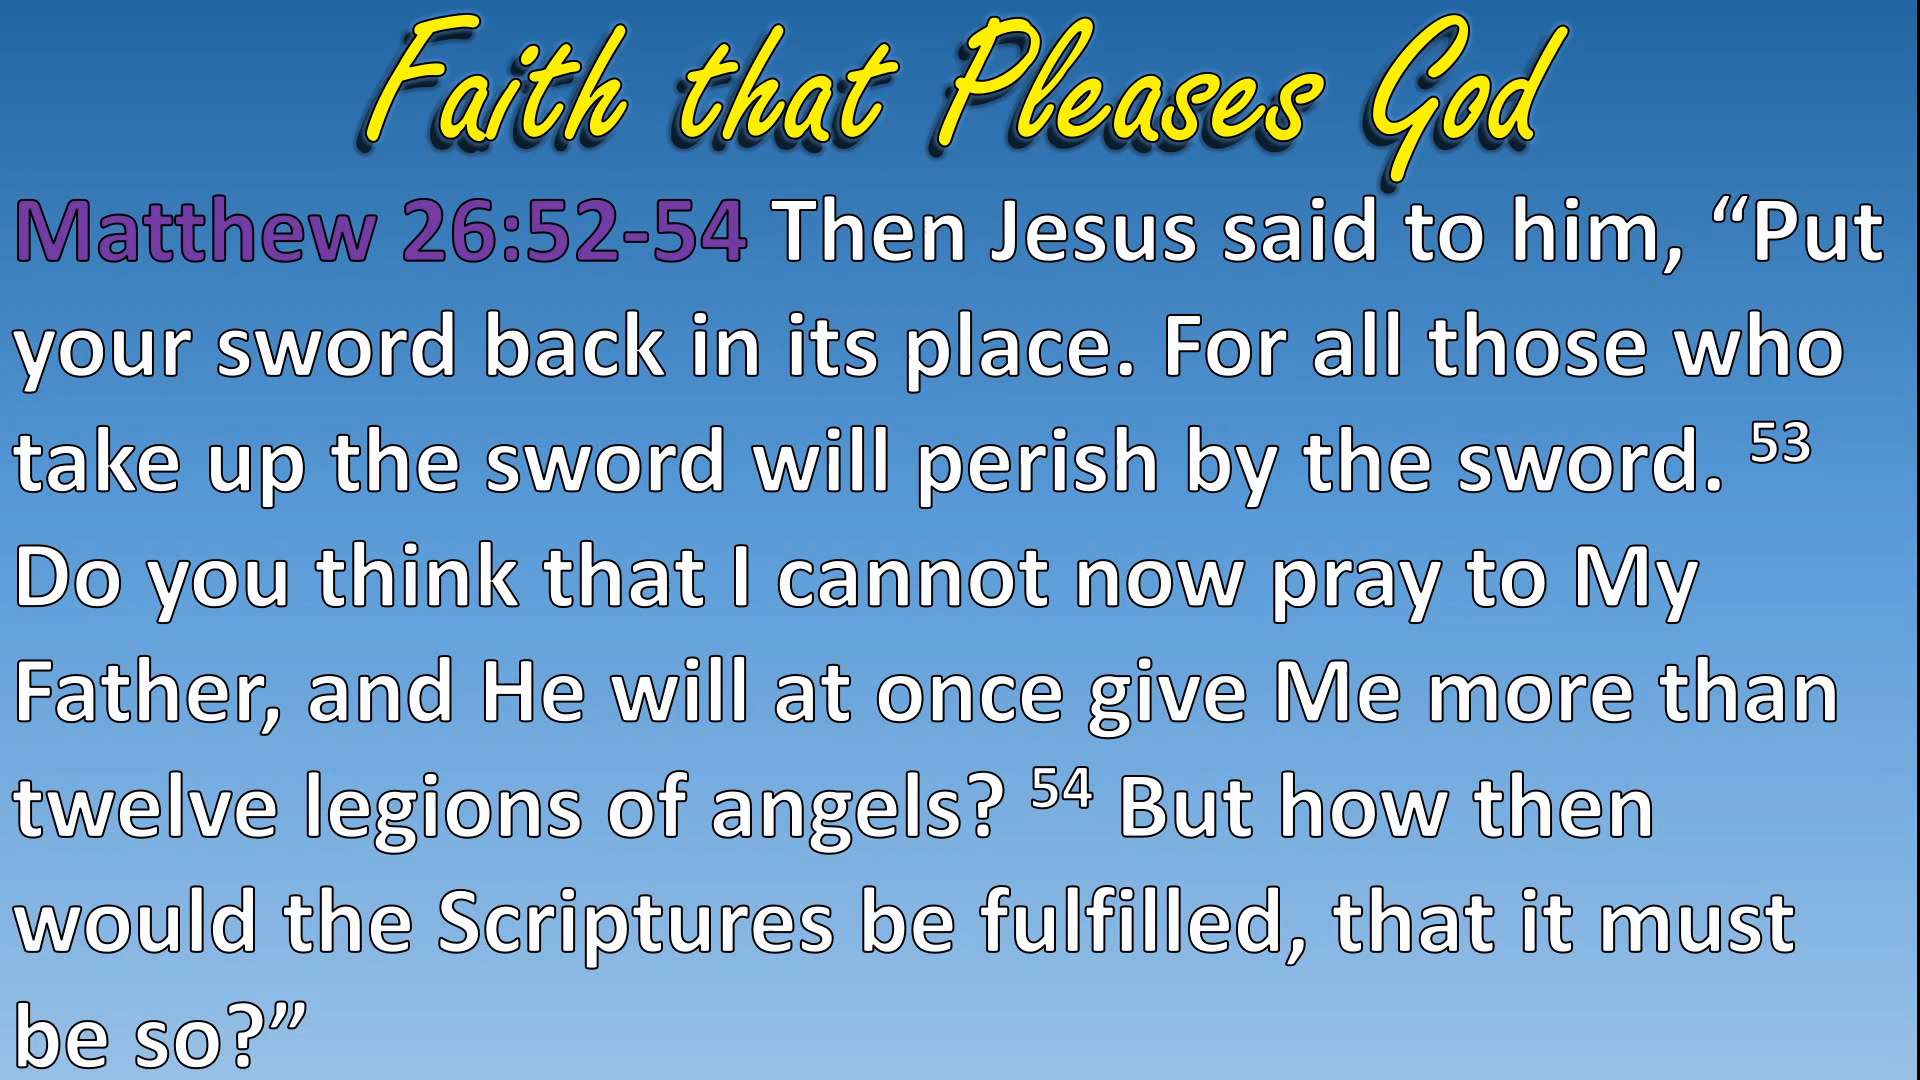 Faith that Pleases God
Matthew 26:52-54 Then Jesus said to him, “Put
your sword back in its place. For all those who
take up the sword will perish by the sword. 53
Do you think that I cannot now pray to My
Father, and He will at once give Me more than
twelve legions of angels? 54 But how then
would the Scriptures be fulfilled, that it must
be so?”